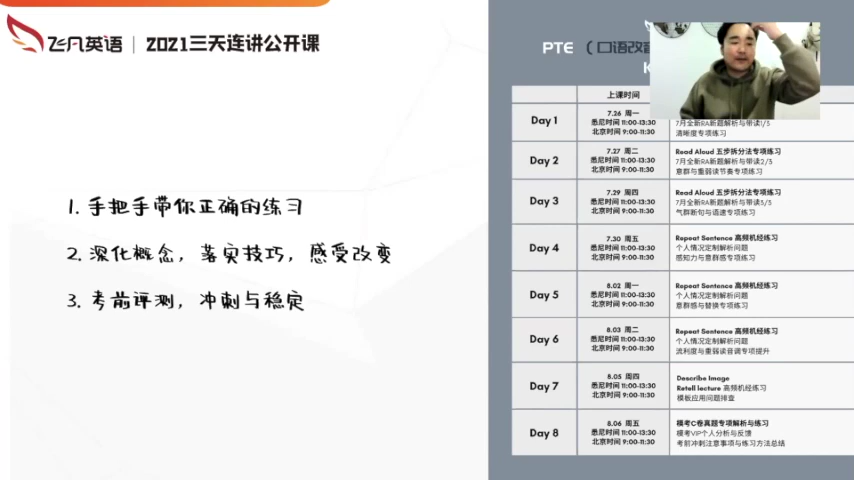 飞凡英语 | 2021三天连讲公开课
1. 手把手带你正确的练习
2. 深化概念，落实技巧，感受改变
3. 考前评测，冲刺与稳定
PTE （口语改
上课时间
Day 1
7.26 周一
悉尼时间 11:00-13:30
北京时间 9:00-11:30
7月全新RA新题解析与带读1/3
清晰度专项练习
Day 2
7.27 周二
悉尼时间 11:00-13:30
北京时间 9:00-11:30
Read Aloud 五步拆分法专项练习
7月全新RA新题解析与带读2/3
意群与重弱读节奏专项练习
Day 3
7.29 周四
悉尼时间 11:00-13:30
北京时间 9:00-11:30
Read Aloud 五步拆分法专项练习
7月全新RA新题解析与带读3/3
气群断句与语速专项练习
Day 4
7.30 周五
悉尼时间 11:00-13:30
北京时间 9:00-11:30
Repeat Sentence 高频机经练习
个人情况定制解析问题
感知力与意群感专项练习
Day 5
8.02 周一
悉尼时间 11:00-13:30
北京时间 9:00-11:30
Repeat Sentence 高频机经练习
个人情况定制解析问题
意群感与替换专项练习
Day 6
8.03 周二
悉尼时间 11:00-13:30
北京时间 9:00-11:30
Repeat Sentence 高频机经练习
个人情况定制解析问题
流利度与重弱读音调专项提升
Day 7
8.05 周四
悉尼时间 11:00-13:30
北京时间 9:00-11:30
Describe Image
Retell lecture 高频机经练习
模板应用问题排查
Day 8
8.06 周五
悉尼时间 11:00-13:30
北京时间 9:00-11:30
模考C卷真题专项解析与练习
模考VIP个人分析与反馈
考前冲刺注意事项与练习方法总结